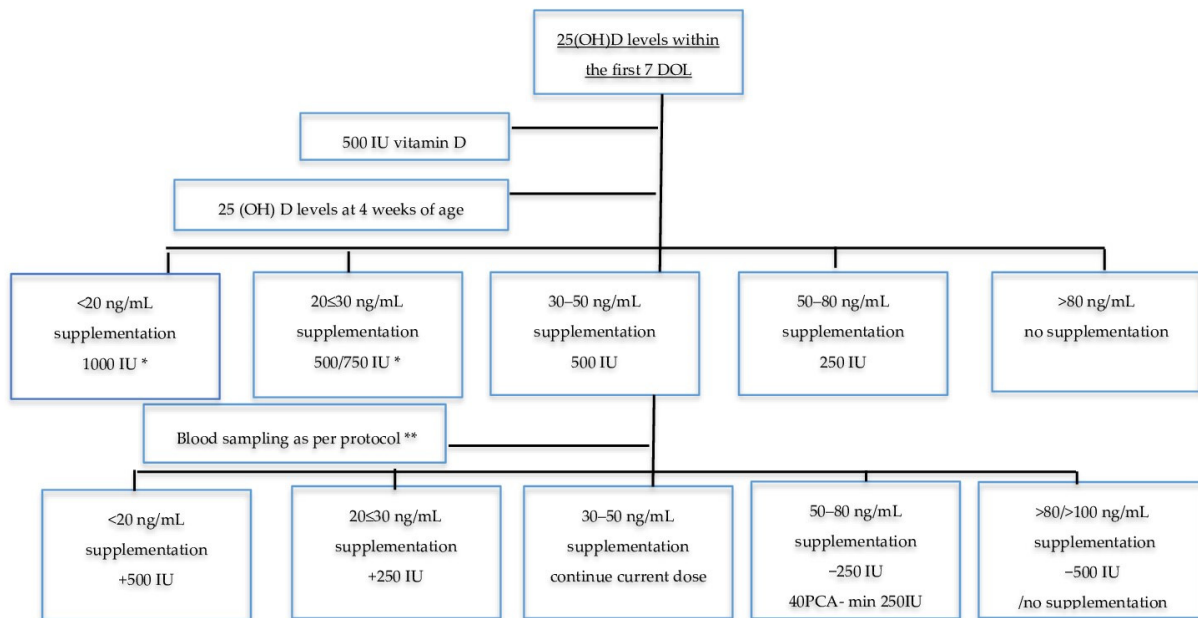 25(OH)D levels within
the first 7 DOL
500 IU vitamin D
25 (OH) D levels at 4 weeks of age
<20 ng/mL
supplementation
1000 IU *
20≤30 ng/mL
supplementation
500/750 IU *
30–50 ng/mL
supplementation
500 IU
50–80 ng/mL
supplementation
250 IU
>80 ng/mL
no supplementation
Blood sampling as per protocol **
<20 ng/mL
supplementation
+500 IU
20≤30 ng/mL
supplementation
+250 IU
30–50 ng/mL
supplementation
continue current dose
50–80 ng/mL
supplementation
−250 IU
40PCA- min 250IU
>80/>100 ng/mL
supplementation
−500 IU
/no supplementation